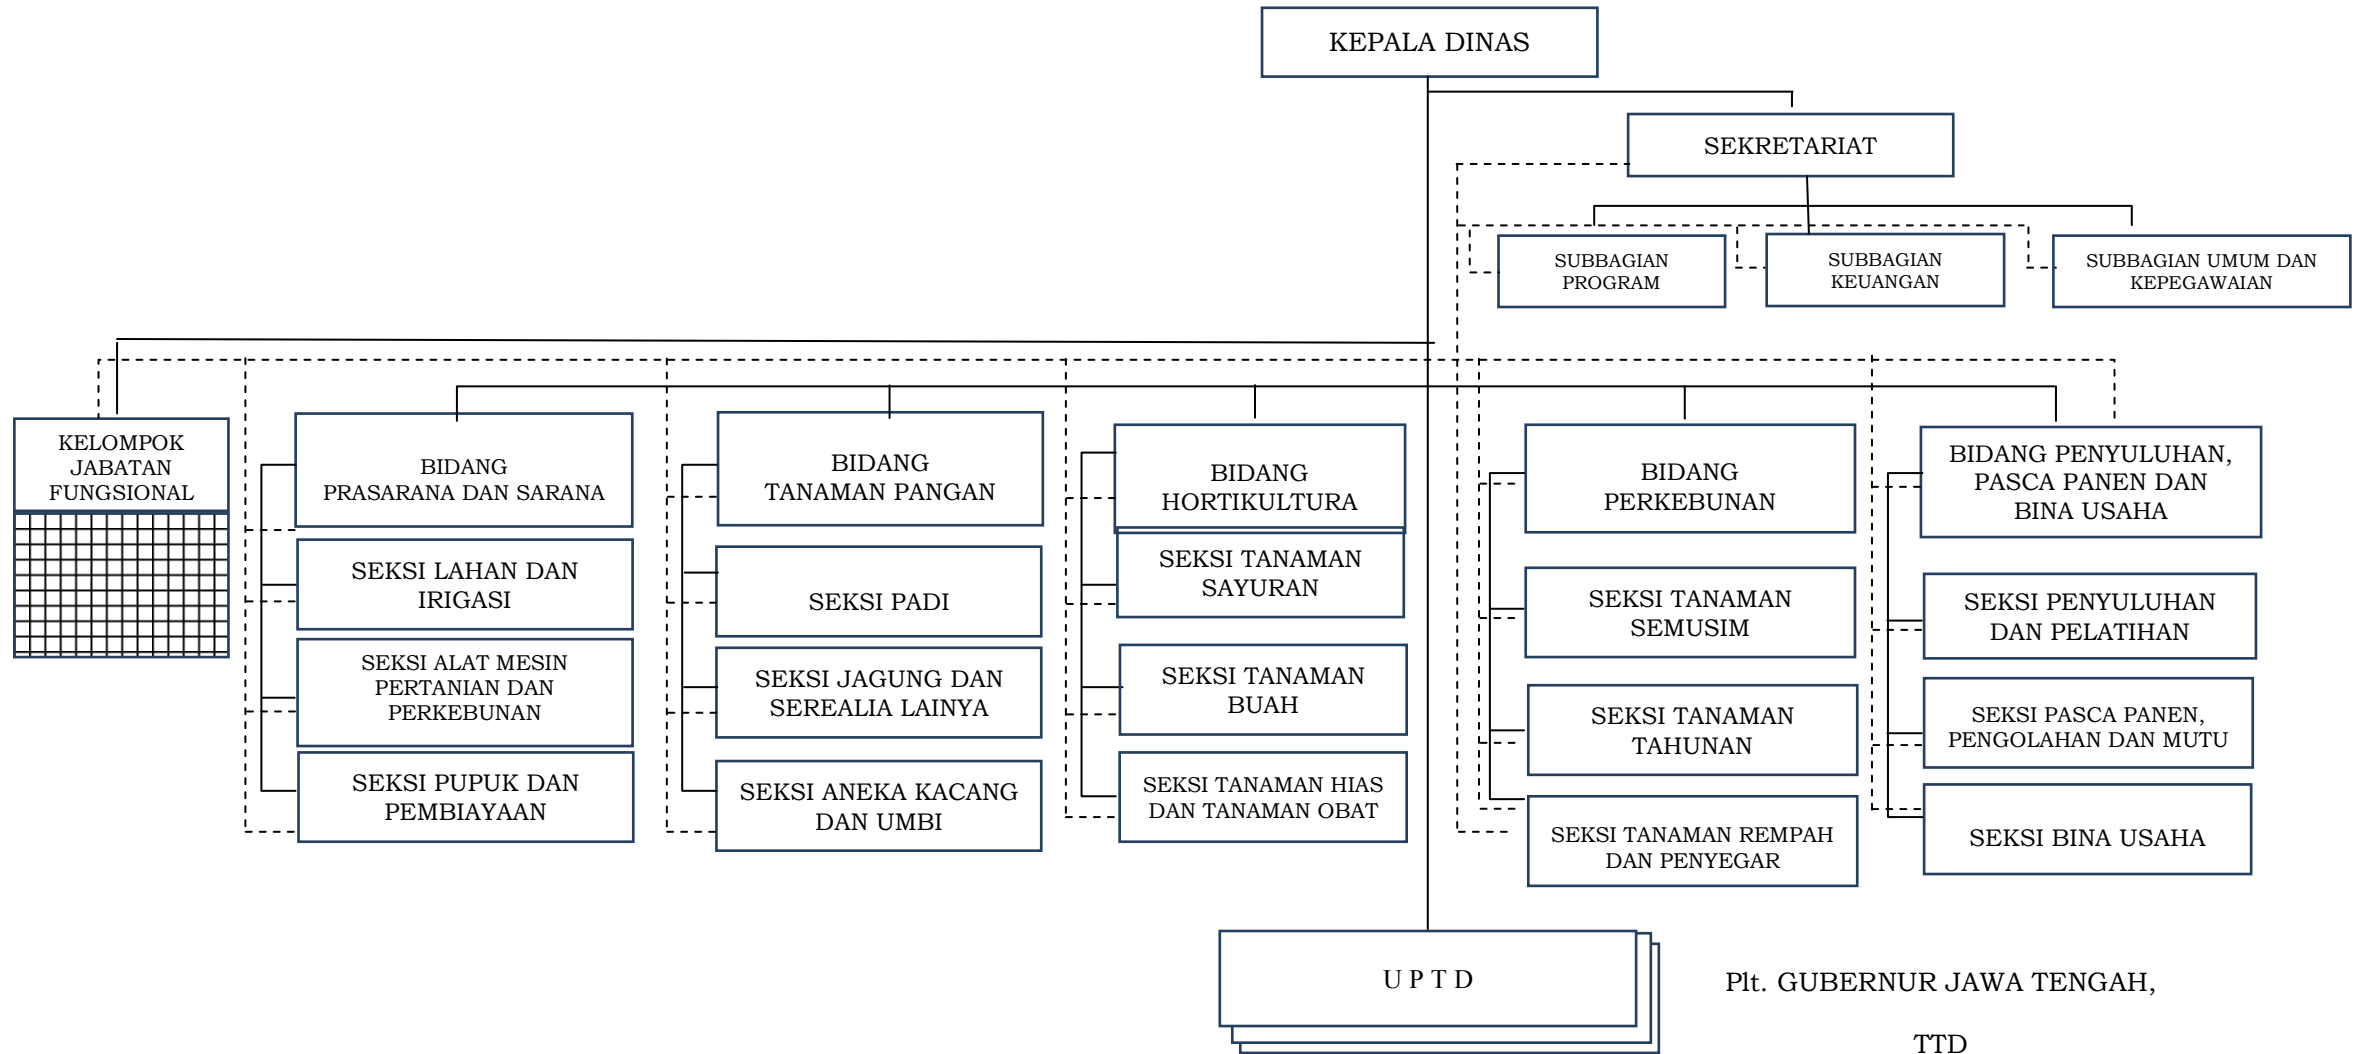 KEPALA DINAS
SEKRETARIAT
SUBBAGIAN
PROGRAM
SUBBAGIAN
KEUANGAN
SUBBAGIAN UMUM DAN
KEPEGAWAIAN
KELOMPOK
JABATAN
FUNGSIONAL
BIDANG
PRASARANA DAN SARANA
SEKSI LAHAN DAN
IRIGASI
SEKSI ALAT MESIN
PERTANIAN DAN
PERKEBUNAN
SEKSI PUPUK DAN
PEMBIAYAAN
BIDANG
TANAMAN PANGAN
SEKSI PADI
SEKSI JAGUNG DAN
SEREALIA LAINYA
SEKSI ANEKA KACANG
DAN UMBI
BIDANG
HORTIKULTURA
SEKSI TANAMAN
SAYURAN
SEKSI TANAMAN
BUAH
SEKSI TANAMAN HIAS
DAN TANAMAN OBAT
BIDANG
PERKEBUNAN
SEKSI TANAMAN
SEMUSIM
SEKSI TANAMAN
TAHUNAN
SEKSI TANAMAN REMPAH
DAN PENYEGAR
BIDANG PENYULUHAN,
PASCA PANEN DAN
BINA USAHA
SEKSI PENYULUHAN
DAN PELATIHAN
SEKSI PASCA PANEN,
PENGOLAHAN DAN MUTU
SEKSI BINA USAHA
U P T D
Plt. GUBERNUR JAWA TENGAH,
TTD